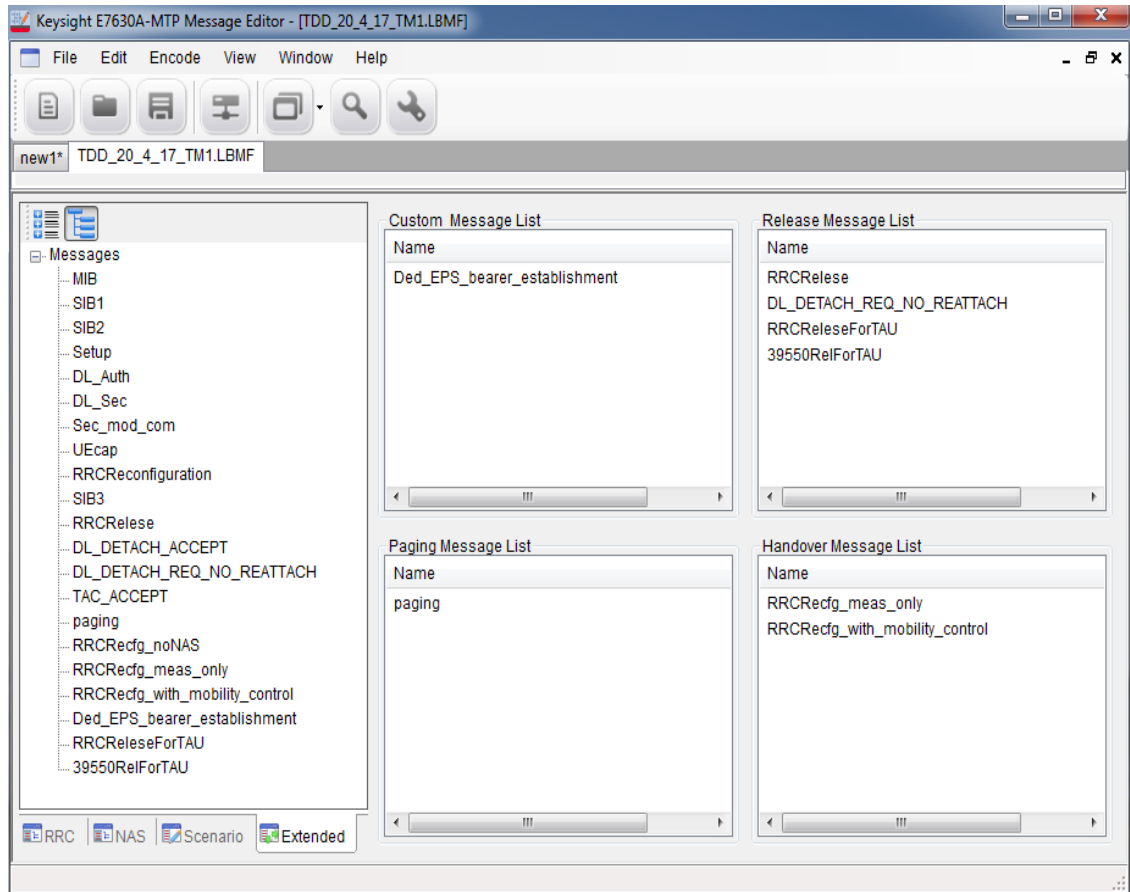 Keysight E7630A-MTP Message Editor - [TDD_20_4_17_TM1.LBMF]
File Edit Encode View Window Help
new1* TDD_20_4_17_TM1.LBMF
Messages
MIB
SIB1
SIB2
Setup
DL_Auth
DL_Sec
Sec_mod_com
UEcap
RRCReconfiguration
SIB3
RRCRelese
DL_DETACH_ACCEPT
DL_DETACH_REQ_NO_REATTACH
TAC_ACCEPT
paging
RRCRecfg_noNAS
RRCRecfg_meas_only
RRCRecfg_with_mobility_control
Ded_EPS_bearer_establishment
RRCReleseForTAU
39550RelForTAU
RRC NAS Scenario Extended
Custom Message List
Name
Ded_EPS_bearer_establishment
Release Message List
Name
RRCRelese
DL_DETACH_REQ_NO_REATTACH
RRCReleseForTAU
39550RelForTAU
Paging Message List
Name
paging
Handover Message List
Name
RRCRecfg_meas_only
RRCRecfg_with_mobility_control